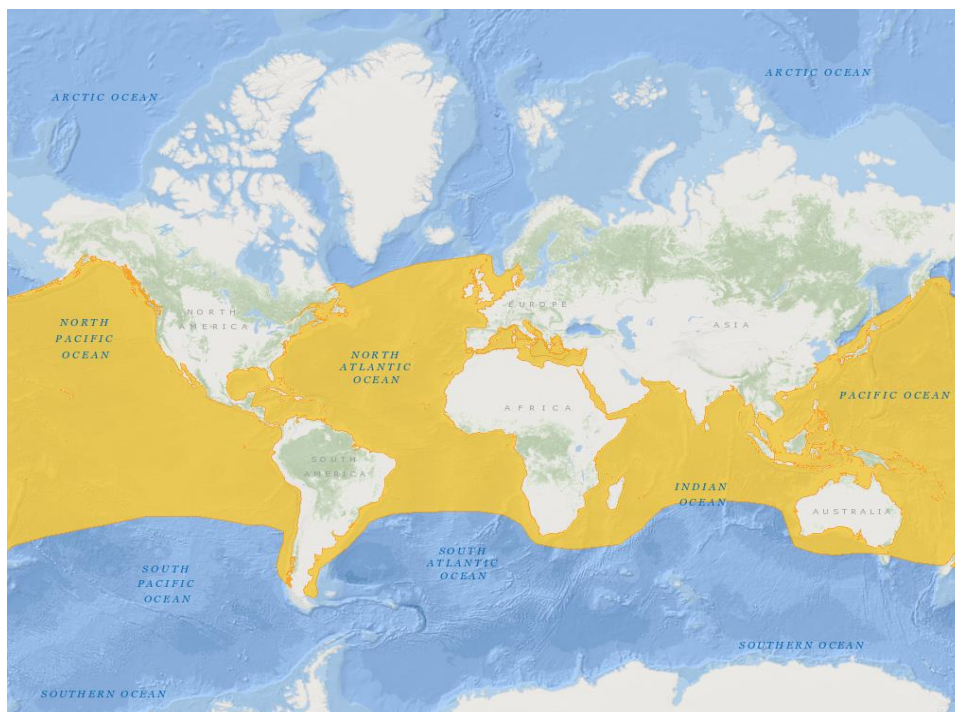 ARCTIC OCEAN
ARCTIC OCEAN
NORTH
PACIFIC
OCEAN
NORTH
AMERICA
NORTH
ATLANTIC
OCEAN
EUROPE
ASIA
AFRICA
PACIFIC OCEAN
SOUTH
AMERICA
INDIAN
OCEAN
AUSTRALIA
SOUTH
PACIFIC
OCEAN
SOUTH
ATLANTIC
OCEAN
SOUTHERN OCEAN
SOUTHERN OCEAN